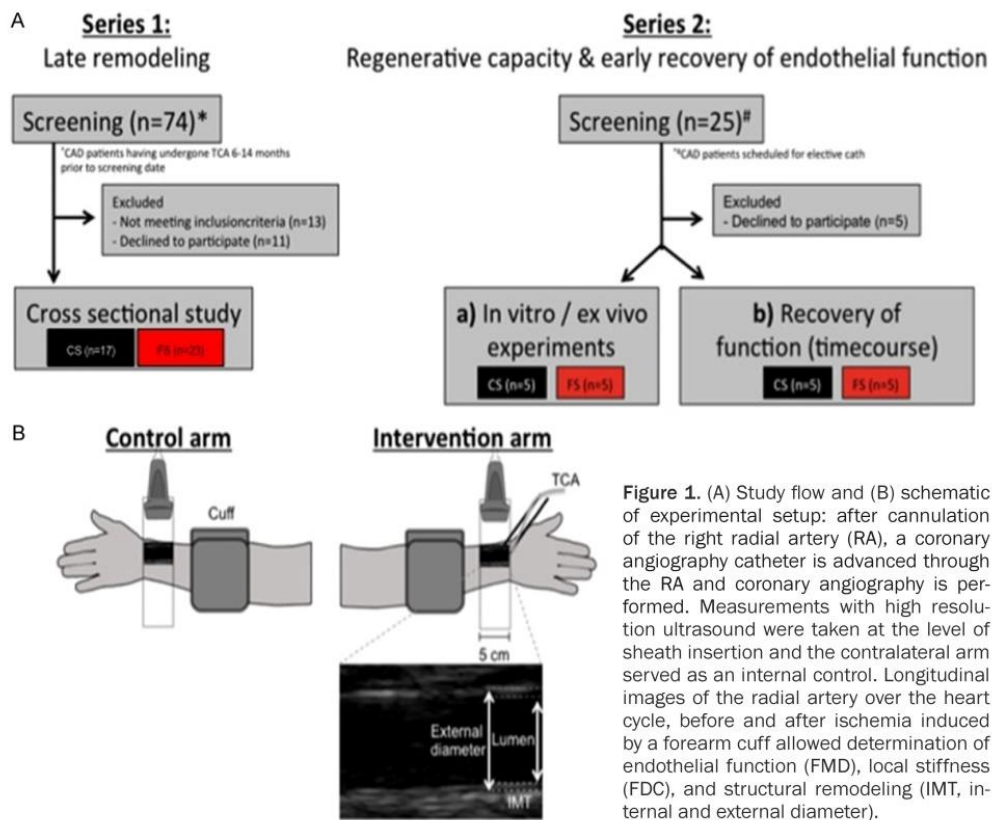 A
Series 1:
Late remodeling
Screening (n=74)*
*CAD patients having undergone TCA 6-14 months
prior to screening date
Excluded
- Not meeting inclusioncriteria (n=13)
- Declined to participate (n=11)
Cross sectional study
CS (n=17)
FS (n=23)
Series 2:
Regenerative capacity & early recovery of endothelial function
Screening (n=25)#
"#CAD patients scheduled for elective cath
Excluded
- Declined to participate (n=5)
a) In vitro / ex vivo
experiments
CS (n=5)
FS (n=5)
b) Recovery of
function (timecourse)
CS (n=5)
FS (n=5)
B
Control arm
Cuff
Intervention arm
TCA
5 cm
External
diameter
Lumen
IMT
Figure 1. (A) Study flow and (B) schematic
of experimental setup: after cannulation
of the right radial artery (RA), a coronary
angiography catheter is advanced through
the RA and coronary angiography is per-
formed. Measurements with high resolu-
tion ultrasound were taken at the level of
sheath insertion and the contralateral arm
served as an internal control. Longitudinal
images of the radial artery over the heart
cycle, before and after ischemia induced
by a forearm cuff allowed determination of
endothelial function (FMD), local stiffness
(FDC), and structural remodeling (IMT, in-
ternal and external diameter).